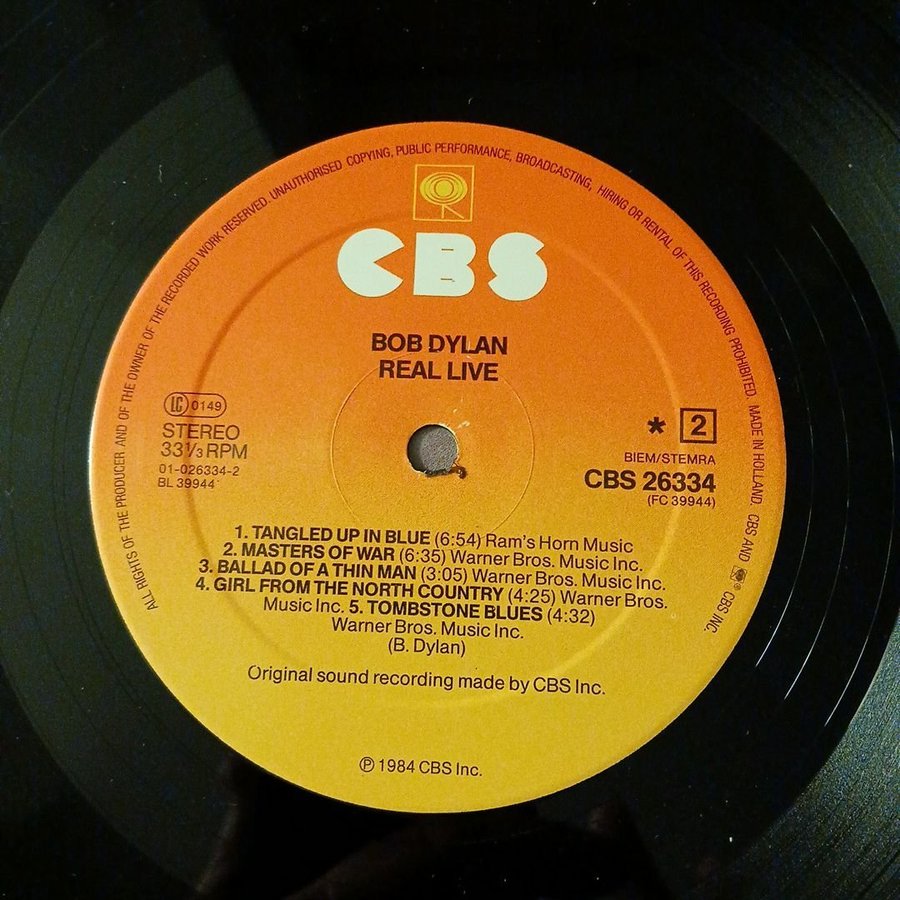 ALL RIGHTS OF THE PRODUCER AND OF THE OWNER OF THE RECORDED WORK RESERVED. UNAUTHORISED COPYING, PUBLIC PERFORMANCE, BROADCASTING, HIRING OR RENTAL OF THIS RECORDING PROHIBITED. MADE IN HOLLAND. CBS AND ® CBS INC.
CBS
BOB DYLAN
REAL LIVE
LC 0149
STEREO
33 1/3 RPM
01-026334-2
BL 39944
* 2
BIEM/STEMRA
CBS 26334
(FC 39944)
1. TANGLED UP IN BLUE (6:54) Ram's Horn Music
2. MASTERS OF WAR (6:35) Warner Bros. Music Inc.
3. BALLAD OF A THIN MAN (3:05) Warner Bros. Music Inc.
4. GIRL FROM THE NORTH COUNTRY (4:25) Warner Bros.
Music Inc. 5. TOMBSTONE BLUES (4:32)
Warner Bros. Music Inc.
(B. Dylan)
Original sound recording made by CBS Inc.
℗ 1984 CBS Inc.